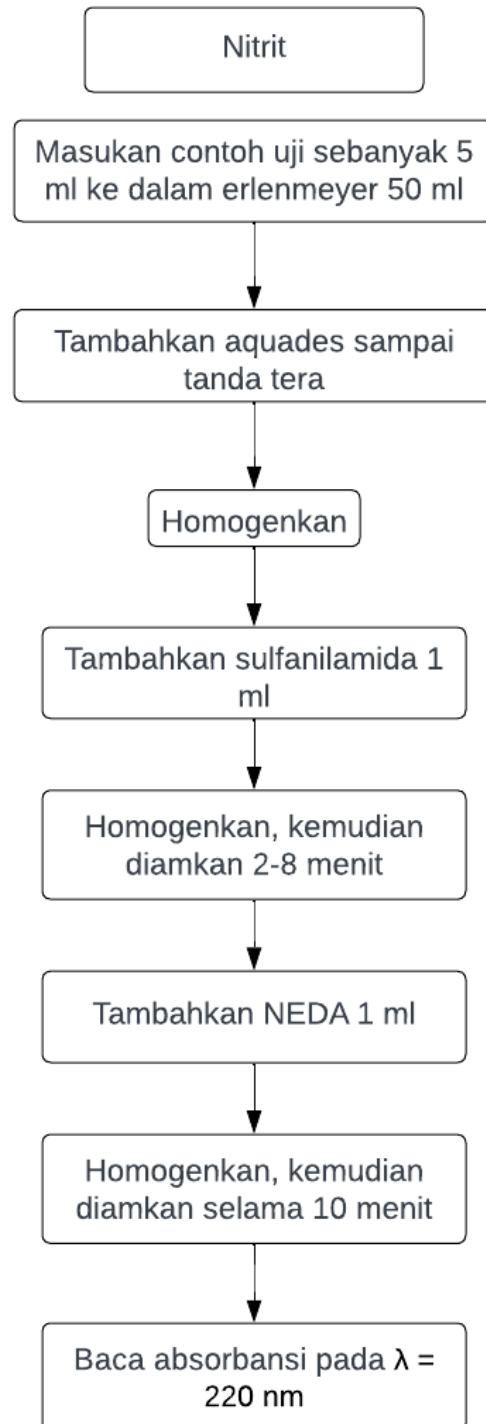 Nitrit
Masukan contoh uji sebanyak 5
ml ke dalam erlenmeyer 50 ml
Tambahkan aquades sampai
tanda tera
Homogenkan
Tambahkan sulfanilamida 1
ml
Homogenkan, kemudian
diamkan 2-8 menit
Tambahkan NEDA 1 ml
Homogenkan, kemudian
diamkan selama 10 menit
Baca absorbansi pada λ =
220 nm